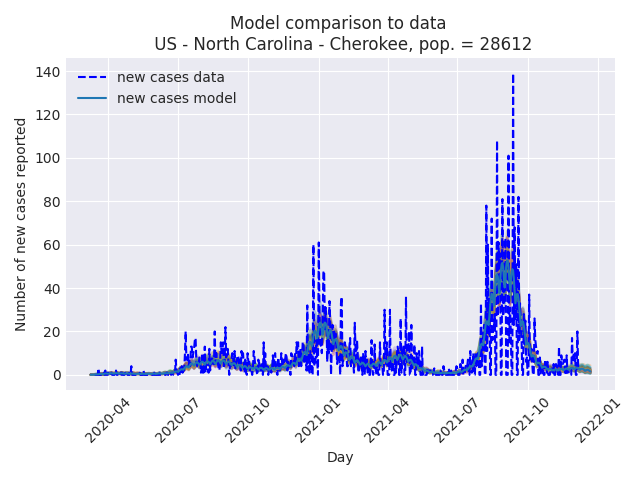 Model comparison to data
US - North Carolina - Cherokee, pop. = 28612
new cases data
new cases model
Number of new cases reported
140
120
100
80
60
40
20
0
2020-04
2020-07
2020-10
2021-01
2021-04
2021-07
2021-10
2022-01
Day